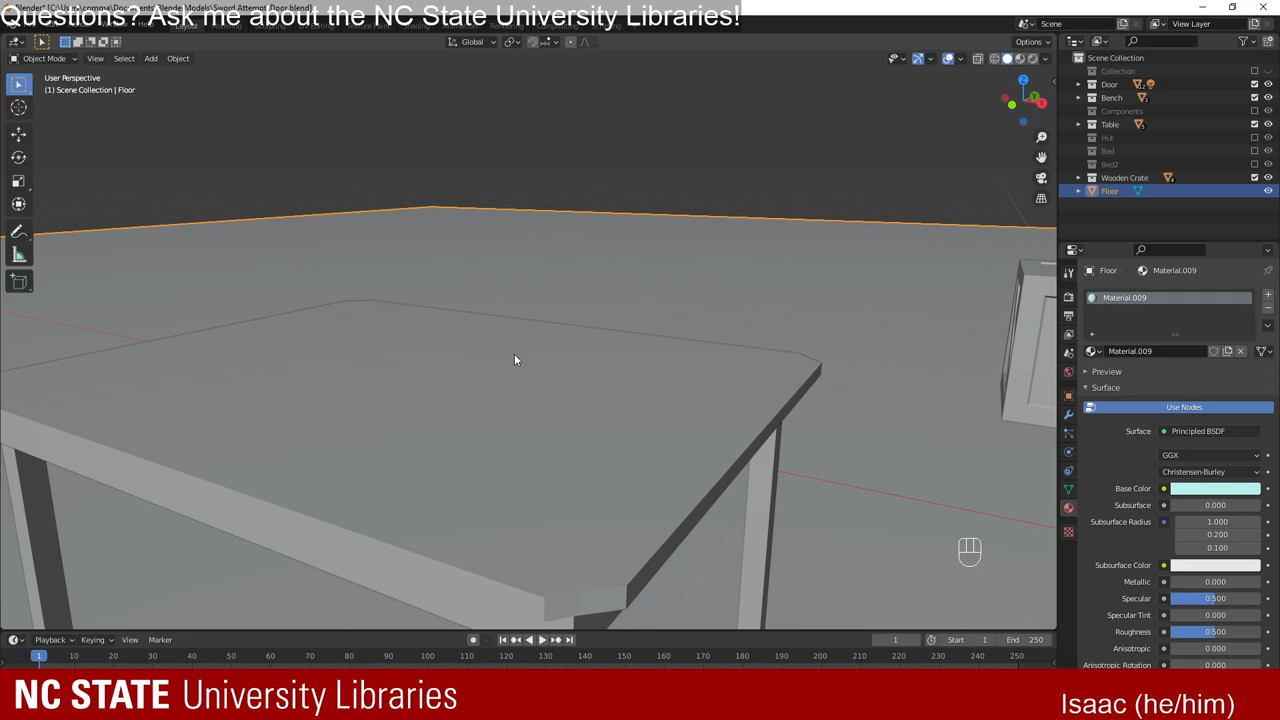 Questions? Ask me about the NC State University Libraries!
Scene
View Layer
Global
Options
Object Mode
View
Select
Add
Object
User Perspective
(1) Scene Collection | Floor
Z
Y
X
Scene Collection
Collection
Door
Bench
Components
Table
Hut
Bed
Bed2
Wooden Crate
Floor
Floor
Material.009
Material.009
Material.009
Preview
Surface
Use Nodes
Surface
Principled BSDF
GGX
Christensen-Burley
Base Color
Subsurface
0.000
Subsurface Radius
1.000
0.200
0.100
Subsurface Color
Metallic
0.000
Specular
0.500
Specular Tint
0.000
Roughness
0.500
Anisotropic
0.000
Anisotropic Rotation
0.000
Playback
Keying
View
Marker
1
Start 1
End 250
1 10 20 30 40 50 60 70 80 90 100 110 120 130 140 150 160 170 180 190 200 210 220 230 240 250
NC STATE University Libraries
Isaac (he/him)